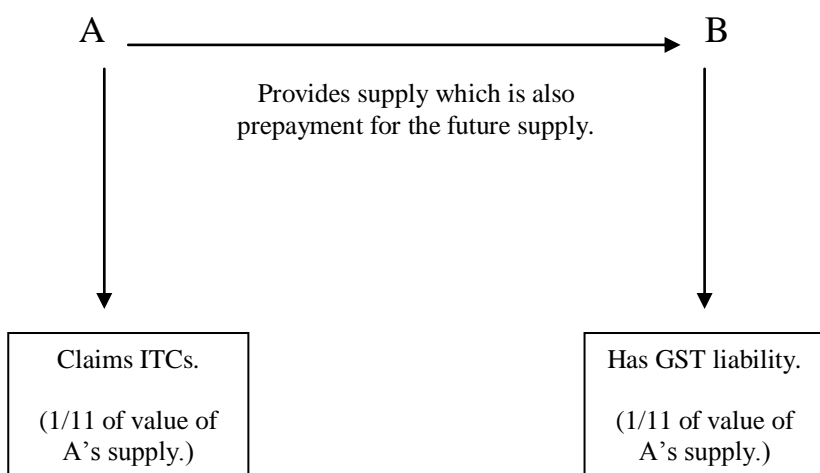 A
B
Provides supply which is also
prepayment for the future supply.
Claims ITCs.
(1/11 of value of
A’s supply.)
Has GST liability.
(1/11 of value of
A’s supply.)